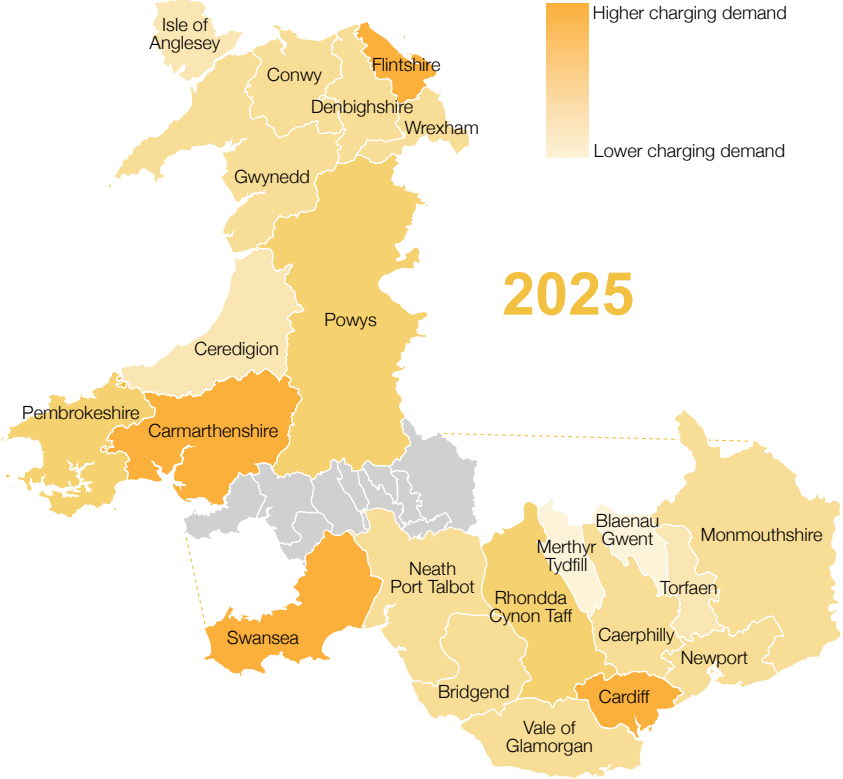 Higher charging demand
Lower charging demand
Isle of
Anglesey
Flintshire
Conwy
Denbighshire
Wrexham
Gwynedd
2025
Powys
Ceredigion
Pembrokeshire
Carmarthenshire
Blaenau
Gwent
Monmouthshire
Merthyr
Tydfill
Neath
Port Talbot
Torfaen
Rhondda
Cynon Taff
Swansea
Caerphilly
Newport
Bridgend
Cardiff
Vale of
Glamorgan